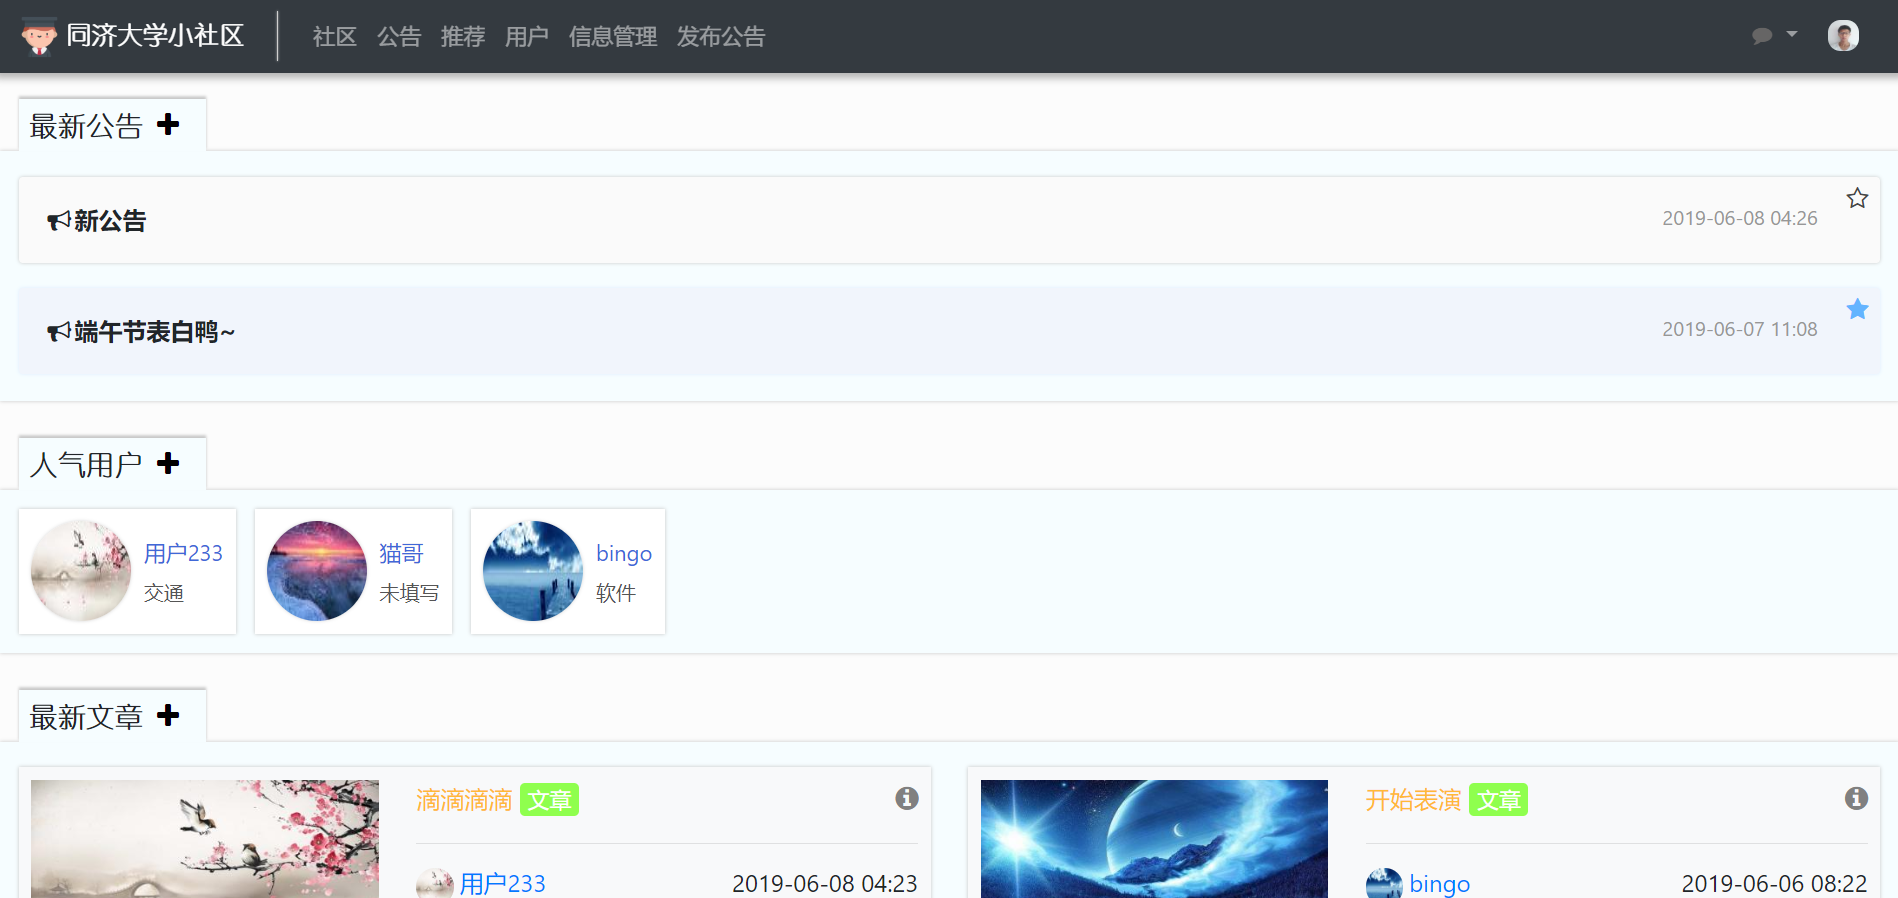 同济大学小社区 社区 公告 推荐 用户 信息管理 发布公告
最新公告
新公告 2019-06-08 04:26
端午节表白鸭~ 2019-06-07 11:08
人气用户
用户233 猫哥 bingo
交通 未填写 软件
最新文章
滴滴滴滴 文章 开始表演 文章
用户233 2019-06-08 04:23 bingo 2019-06-06 08:22